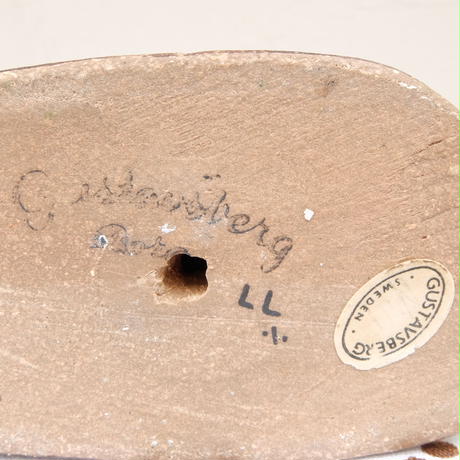 Gustavsberg
LL
%
GUSTAVSBERG
· SWEDEN ·